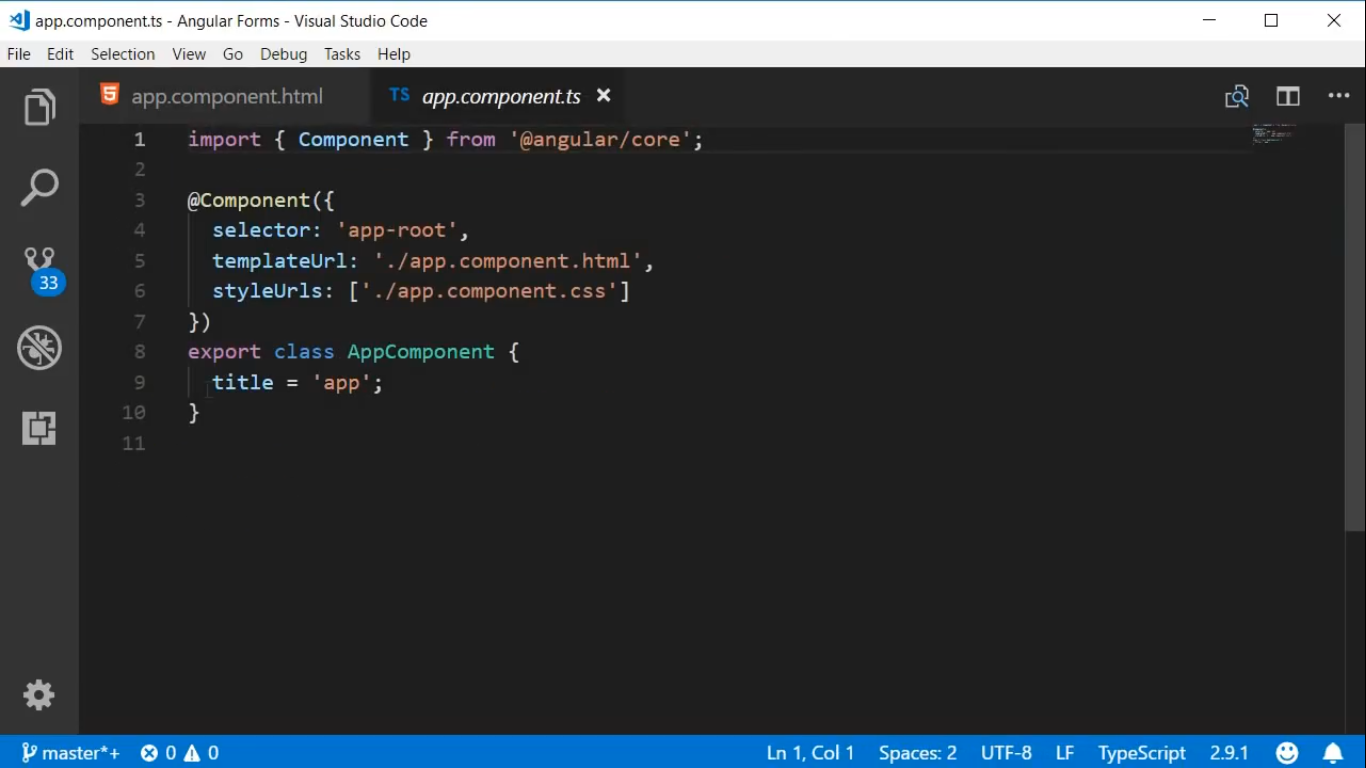 app.component.ts - Angular Forms - Visual Studio Code
File Edit Selection View Go Debug Tasks Help
app.component.html TS app.component.ts
1 import { Component } from '@angular/core';
2
3 @Component({
4 selector: 'app-root',
5 templateUrl: './app.component.html',
6 styleUrls: ['./app.component.css']
7 })
8 export class AppComponent {
9 title = 'app';
10 }
11
33
master*+ 0 0 Ln 1, Col 1 Spaces: 2 UTF-8 LF TypeScript 2.9.1